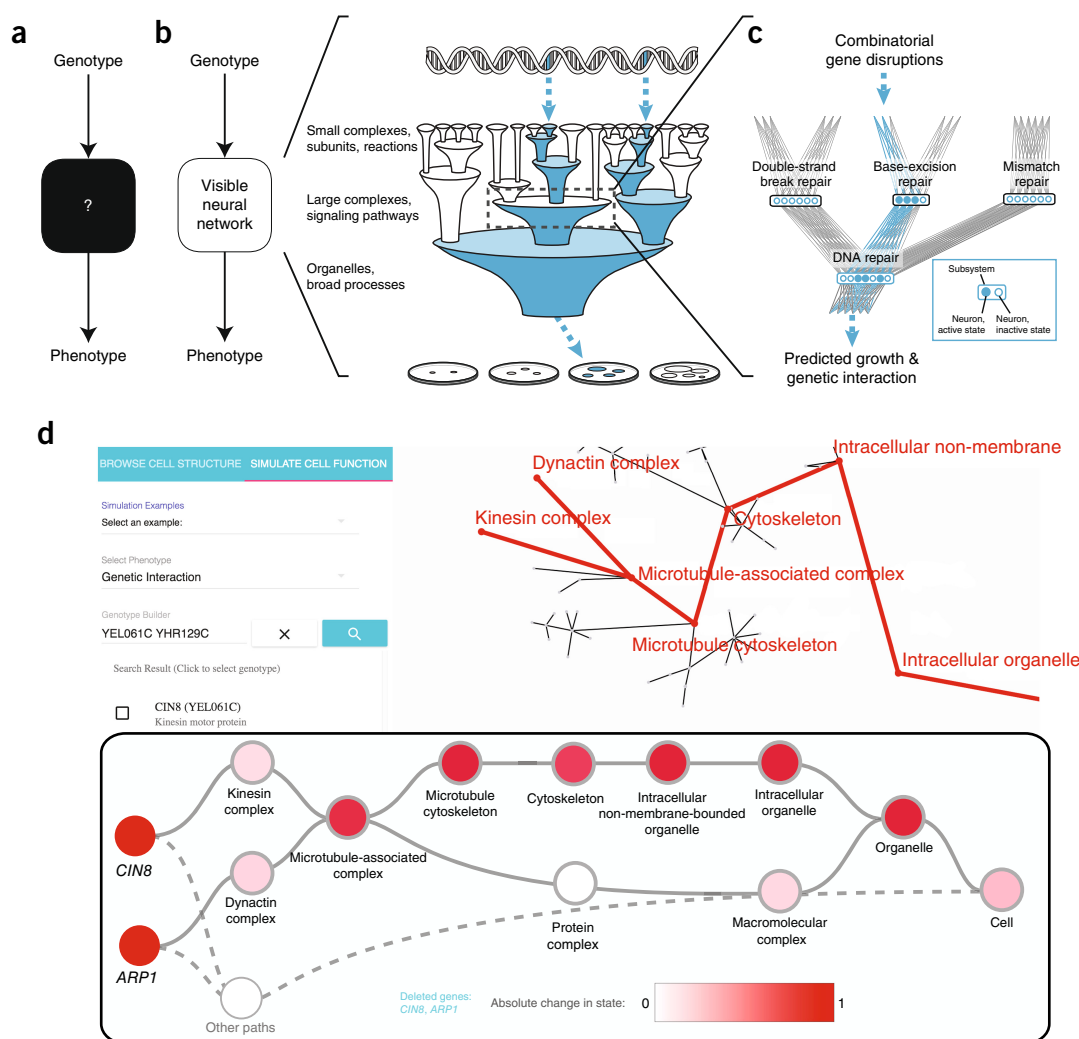 a
Genotype
?
Phenotype
b
Genotype
Visible
neural
network
Phenotype
Small complexes,
subunits, reactions
Large complexes,
signaling pathways
Organelles,
broad processes
c
Combinatorial
gene disruptions
Double-strand
break repair
Base-excision
repair
Mismatch
repair
DNA repair
Subsystem
Neuron,
active state
Neuron,
inactive state
Predicted growth &
genetic interaction
d
BROWSE CELL STRUCTURE
SIMULATE CELL FUNCTION
Simulation Examples
Select an example:
Select Phenotype
Genetic Interaction
Genotype Builder
YEL061C YHR129C
Search Result (Click to select genotype)
CIN8 (YEL061C)
Kinesin motor protein
Intracellular non-membrane
Dynactin complex
Kinesin complex
Cytoskeleton
Microtubule-associated complex
Microtubule cytoskeleton
Intracellular organelle
CIN8
ARP1
Kinesin
complex
Dynactin
complex
Other paths
Microtubule-associated
complex
Microtubule
cytoskeleton
Cytoskeleton
Intracellular
non-membrane-bounded
organelle
Intracellular
organelle
Protein
complex
Macromolecular
complex
Organelle
Cell
Deleted genes:
CIN8, ARP1
Absolute change in state:
0
1